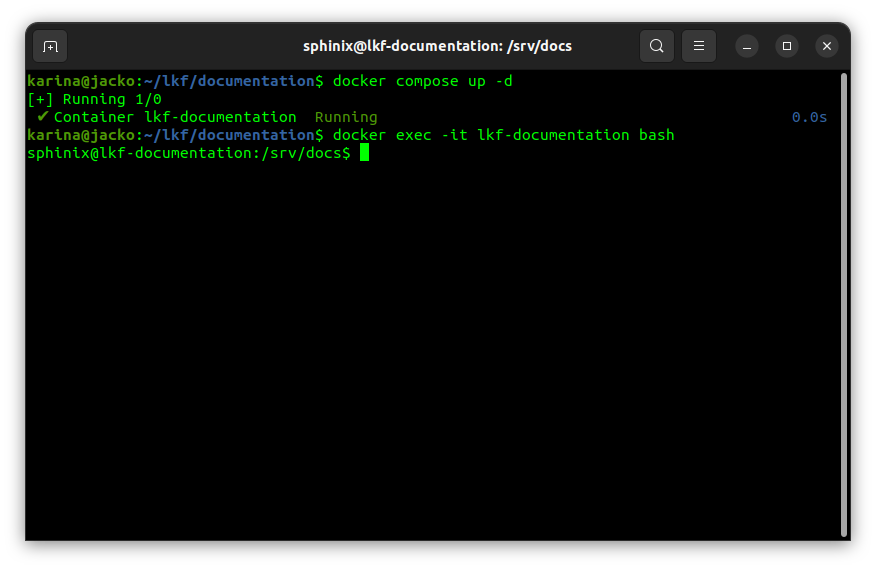 sphinix@lkf-documentation: /srv/docs
karina@jacko:~/lkf/documentation$ docker compose up -d
[+] Running 1/0
✔ Container lkf-documentation  Running 0.0s
karina@jacko:~/lkf/documentation$ docker exec -it lkf-documentation bash
sphinix@lkf-documentation:/srv/docs$